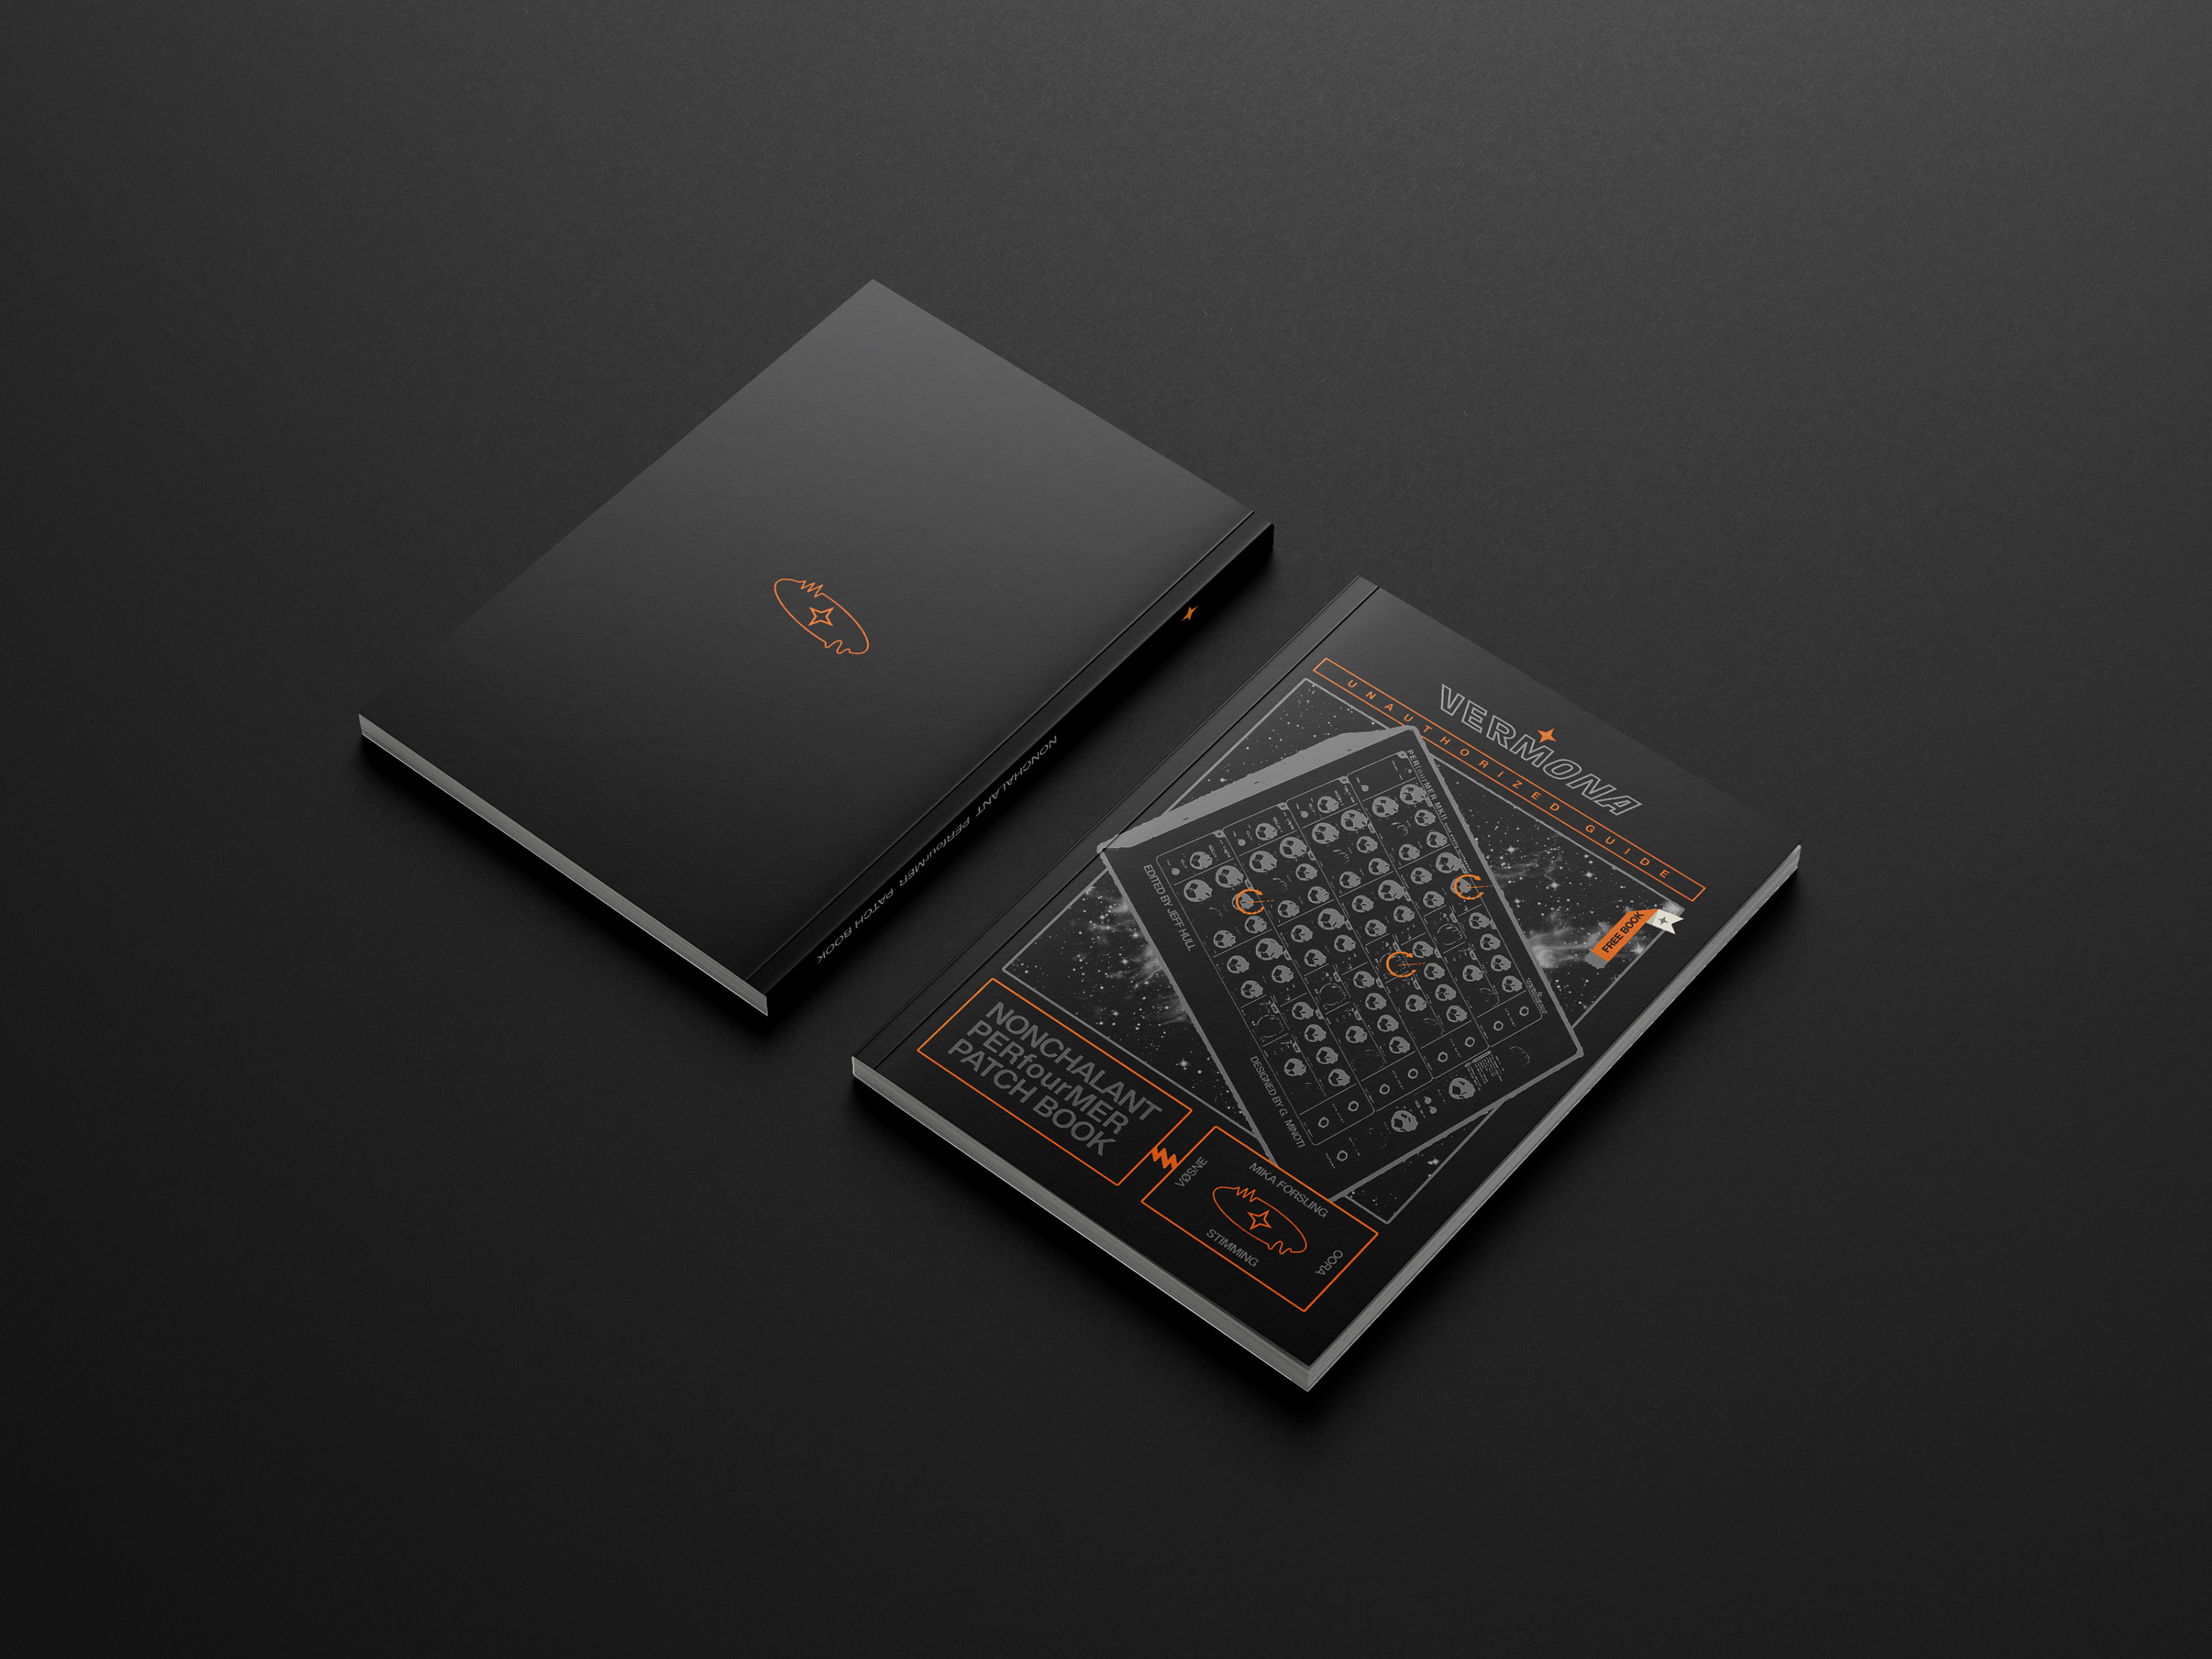 NONCHALANT PERfourMER PATCH BOOK
VERMONA
UNAUTHORIZED GUIDE
FREE BOOK
PERfourMER MKII
EDITED BY JEFF HULL
DESIGNED BY G. MINOTI
NONCHALANT
PERfourMER
PATCH BOOK
VØSNE
MIKA FORSLING
OORA
STIMMING